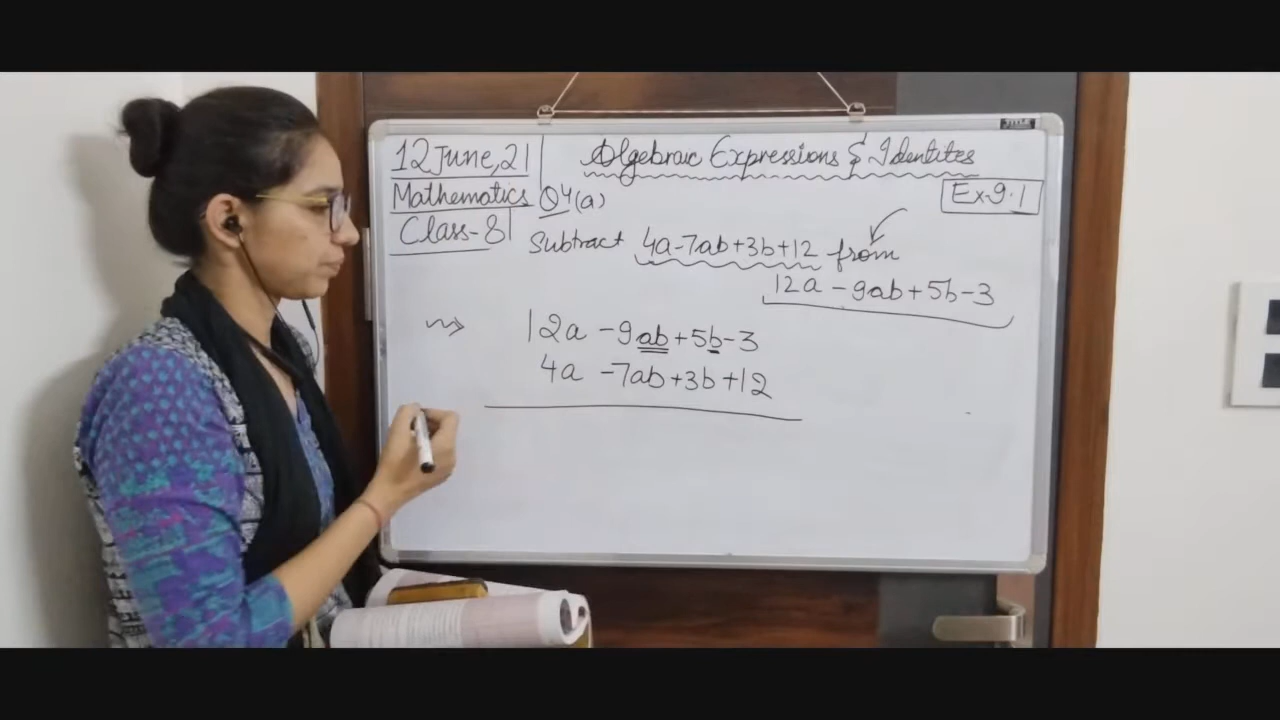 12 June, 21
Mathematics
Class-8
Algebraic Expressions & Identites
Ex-9.1
Q4(a)
Subtract 4a-7ab+3b+12 from
12a - 9ab + 5b - 3
12a - 9ab + 5b - 3
4a - 7ab + 3b + 12